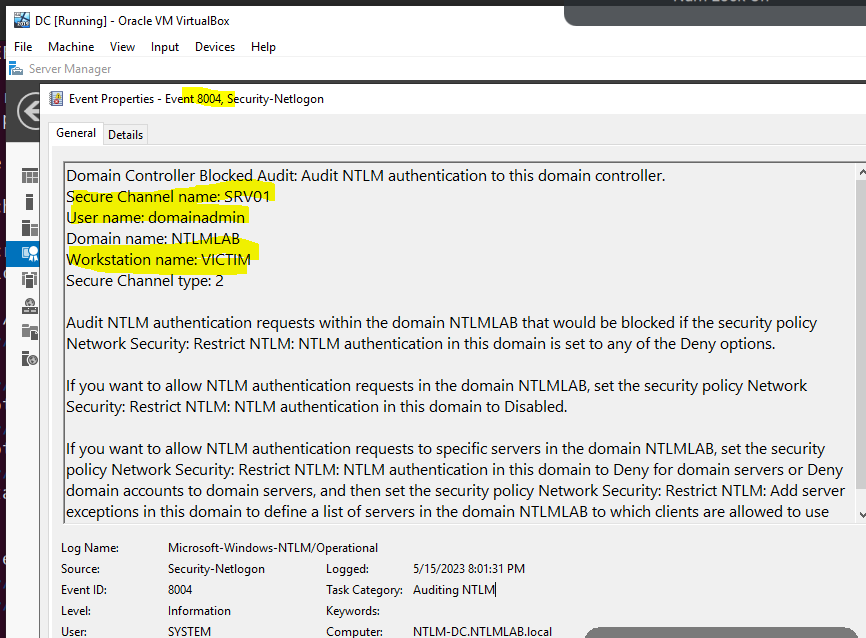 DC [Running] - Oracle VM VirtualBox
File Machine View Input Devices Help
Server Manager
Event Properties - Event 8004, Security-Netlogon
General Details
Domain Controller Blocked Audit: Audit NTLM authentication to this domain controller.
Secure Channel name: SRV01
User name: domainadmin
Domain name: NTLMLAB
Workstation name: VICTIM
Secure Channel type: 2
Audit NTLM authentication requests within the domain NTLMLAB that would be blocked if the security policy
Network Security: Restrict NTLM: NTLM authentication in this domain is set to any of the Deny options.
If you want to allow NTLM authentication requests in the domain NTLMLAB, set the security policy Network
Security: Restrict NTLM: NTLM authentication in this domain to Disabled.
If you want to allow NTLM authentication requests to specific servers in the domain NTLMLAB, set the security
policy Network Security: Restrict NTLM: NTLM authentication in this domain to Deny for domain servers or Deny
domain accounts to domain servers, and then set the security policy Network Security: Restrict NTLM: Add server
exceptions in this domain to define a list of servers in the domain NTLMLAB to which clients are allowed to use
Log Name: Microsoft-Windows-NTLM/Operational
Source: Security-Netlogon Logged: 5/15/2023 8:01:31 PM
Event ID: 8004 Task Category: Auditing NTLM
Level: Information Keywords:
User: SYSTEM Computer: NTLM-DC.NTLMLAB.local